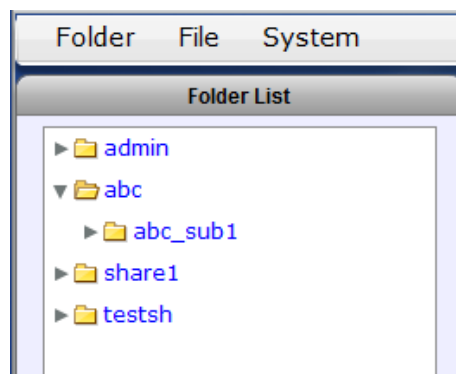 Folder File System
Folder List
admin
abc
abc_sub1
share1
testsh